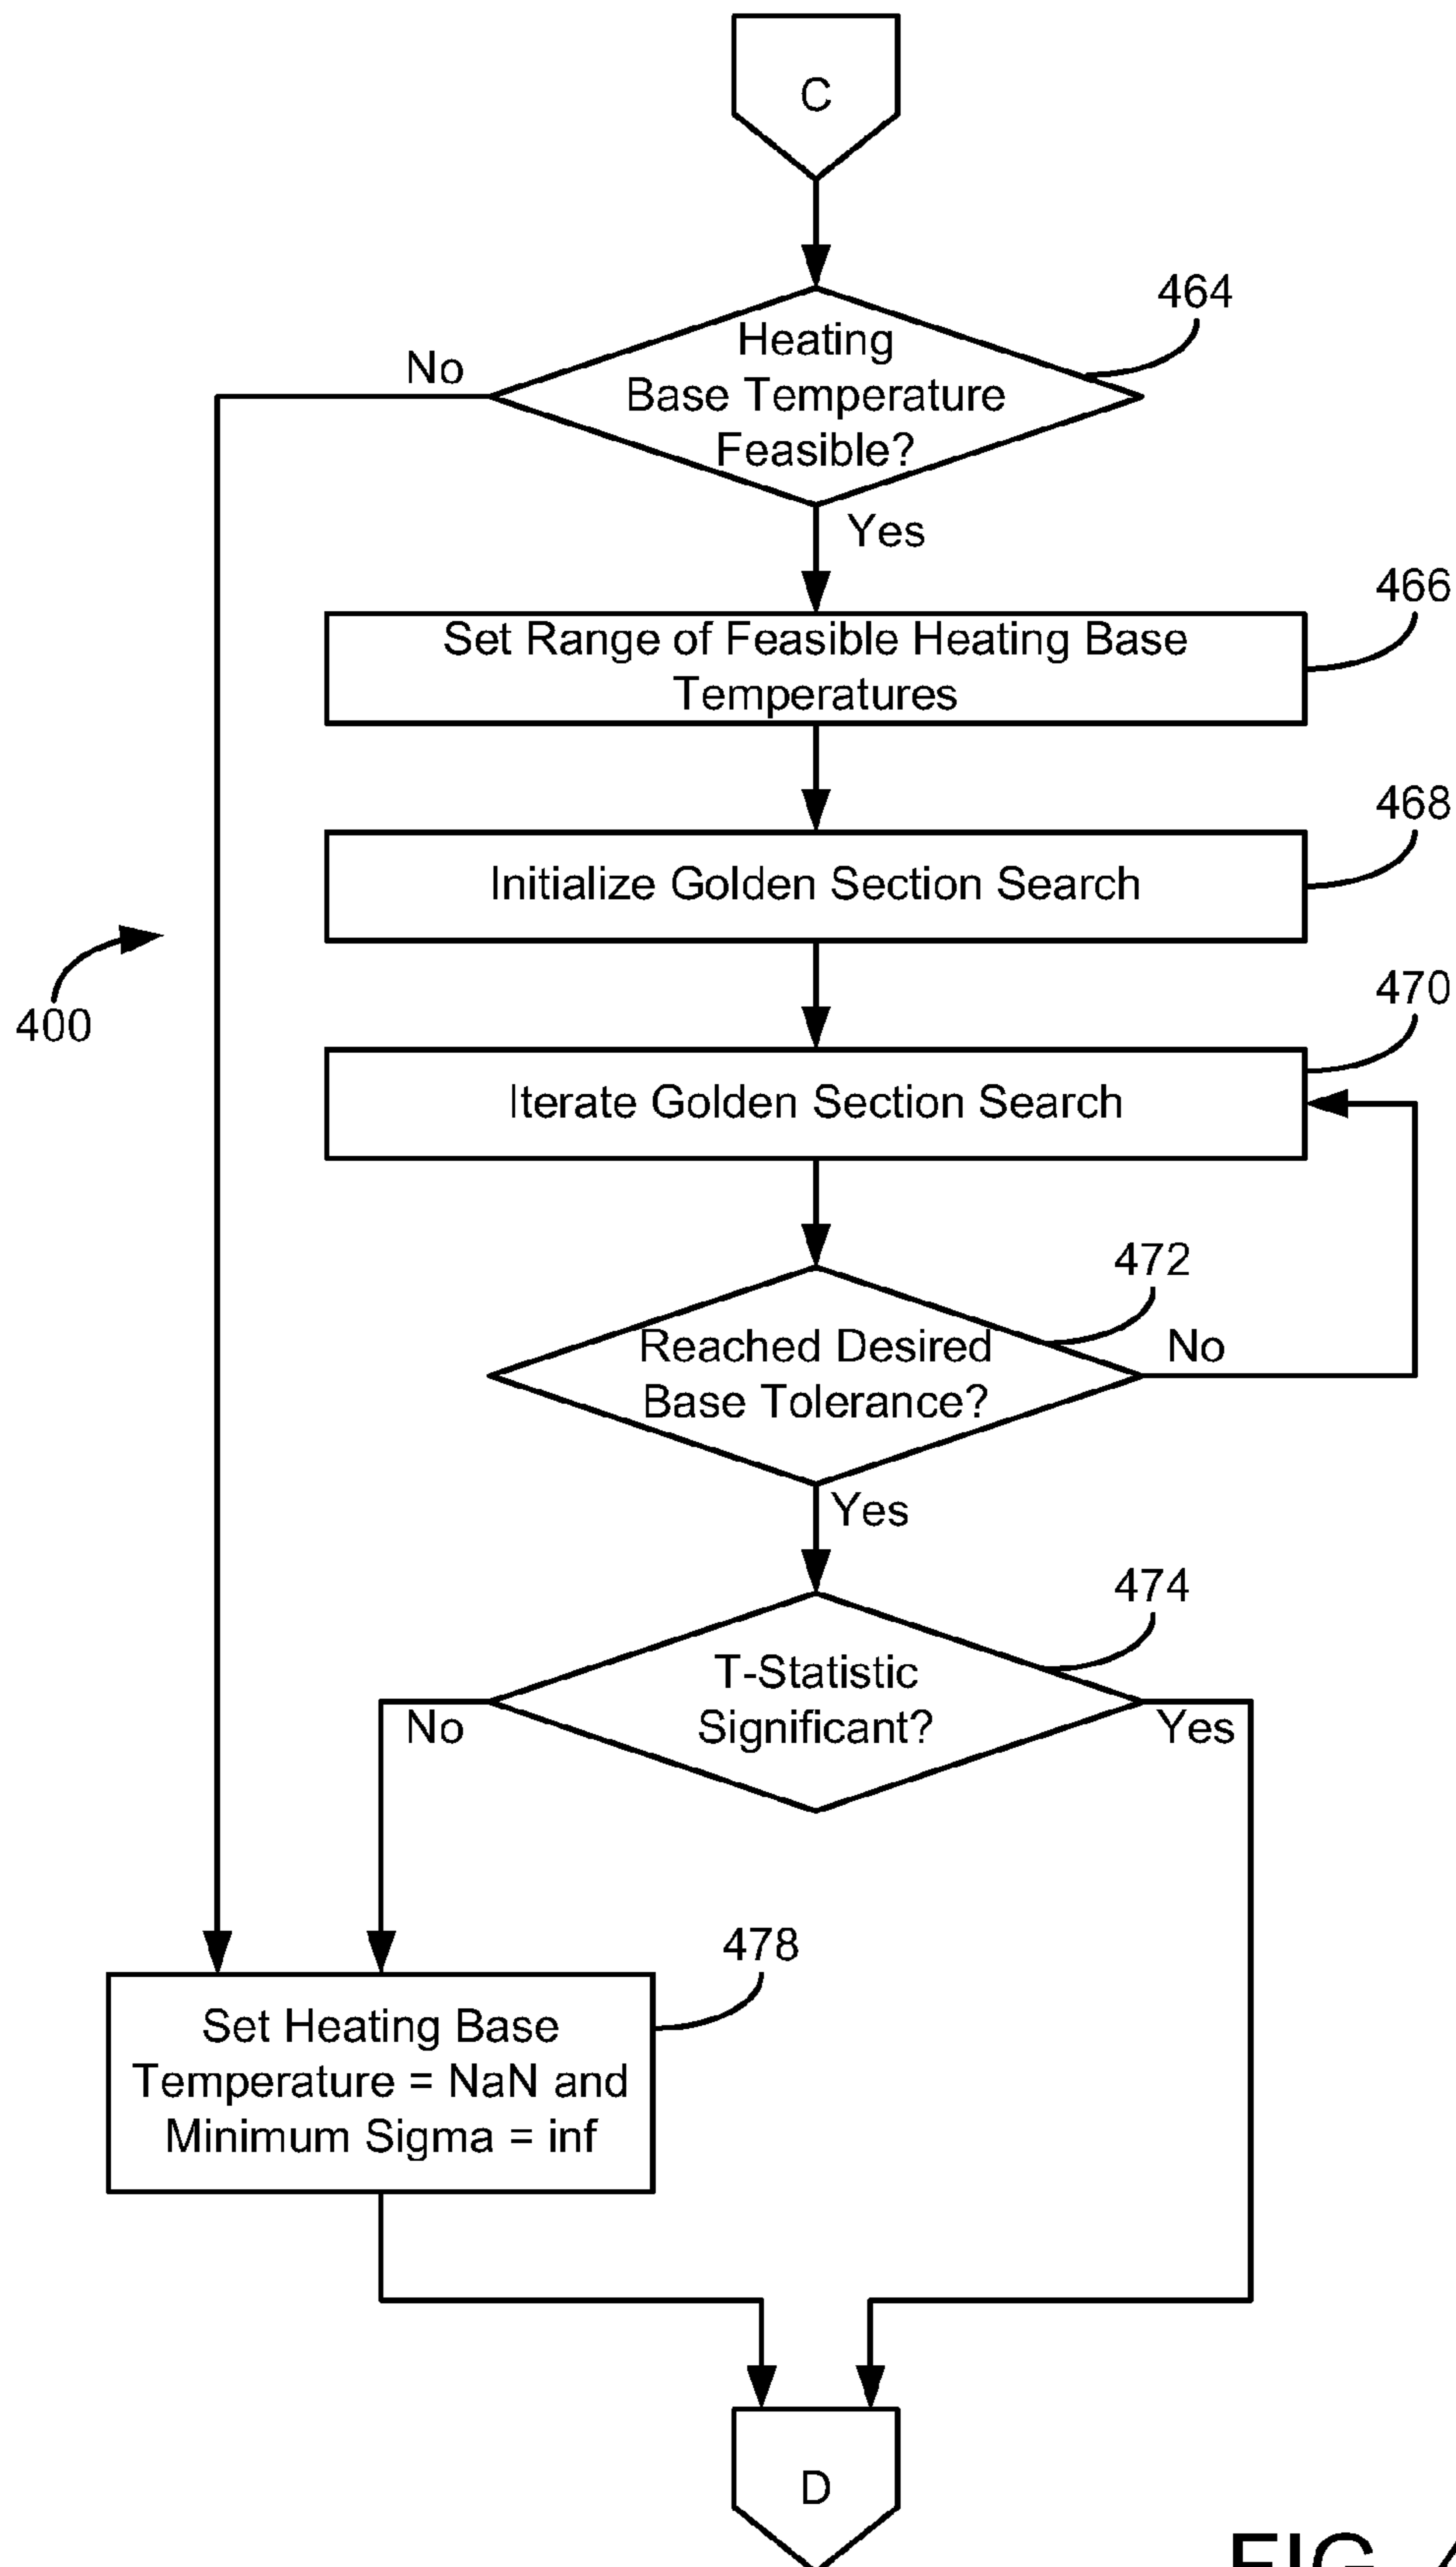 C
464
Heating
Base Temperature
Feasible?
No
Yes
466
Set Range of Feasible Heating Base
Temperatures
468
Initialize Golden Section Search
400
470
Iterate Golden Section Search
472
Reached Desired
Base Tolerance?
No
Yes
474
T-Statistic
Significant?
No
Yes
478
Set Heating Base
Temperature = NaN and
Minimum Sigma = inf
D
FIG.